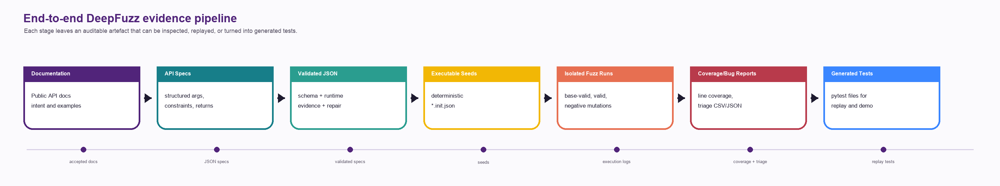 End-to-end DeepFuzz evidence pipeline
Each stage leaves an auditable artefact that can be inspected, replayed, or turned into generated tests.
Documentation
Public API docs
intent and examples
API Specs
structured args,
constraints, returns
Validated JSON
schema + runtime
evidence + repair
Executable Seeds
deterministic
*.init.json
Isolated Fuzz Runs
base-valid, valid,
negative mutations
Coverage/Bug Reports
line coverage,
triage CSV/JSON
Generated Tests
pytest files for
replay and demo
accepted docs
JSON specs
validated specs
seeds
execution logs
coverage + triage
replay tests